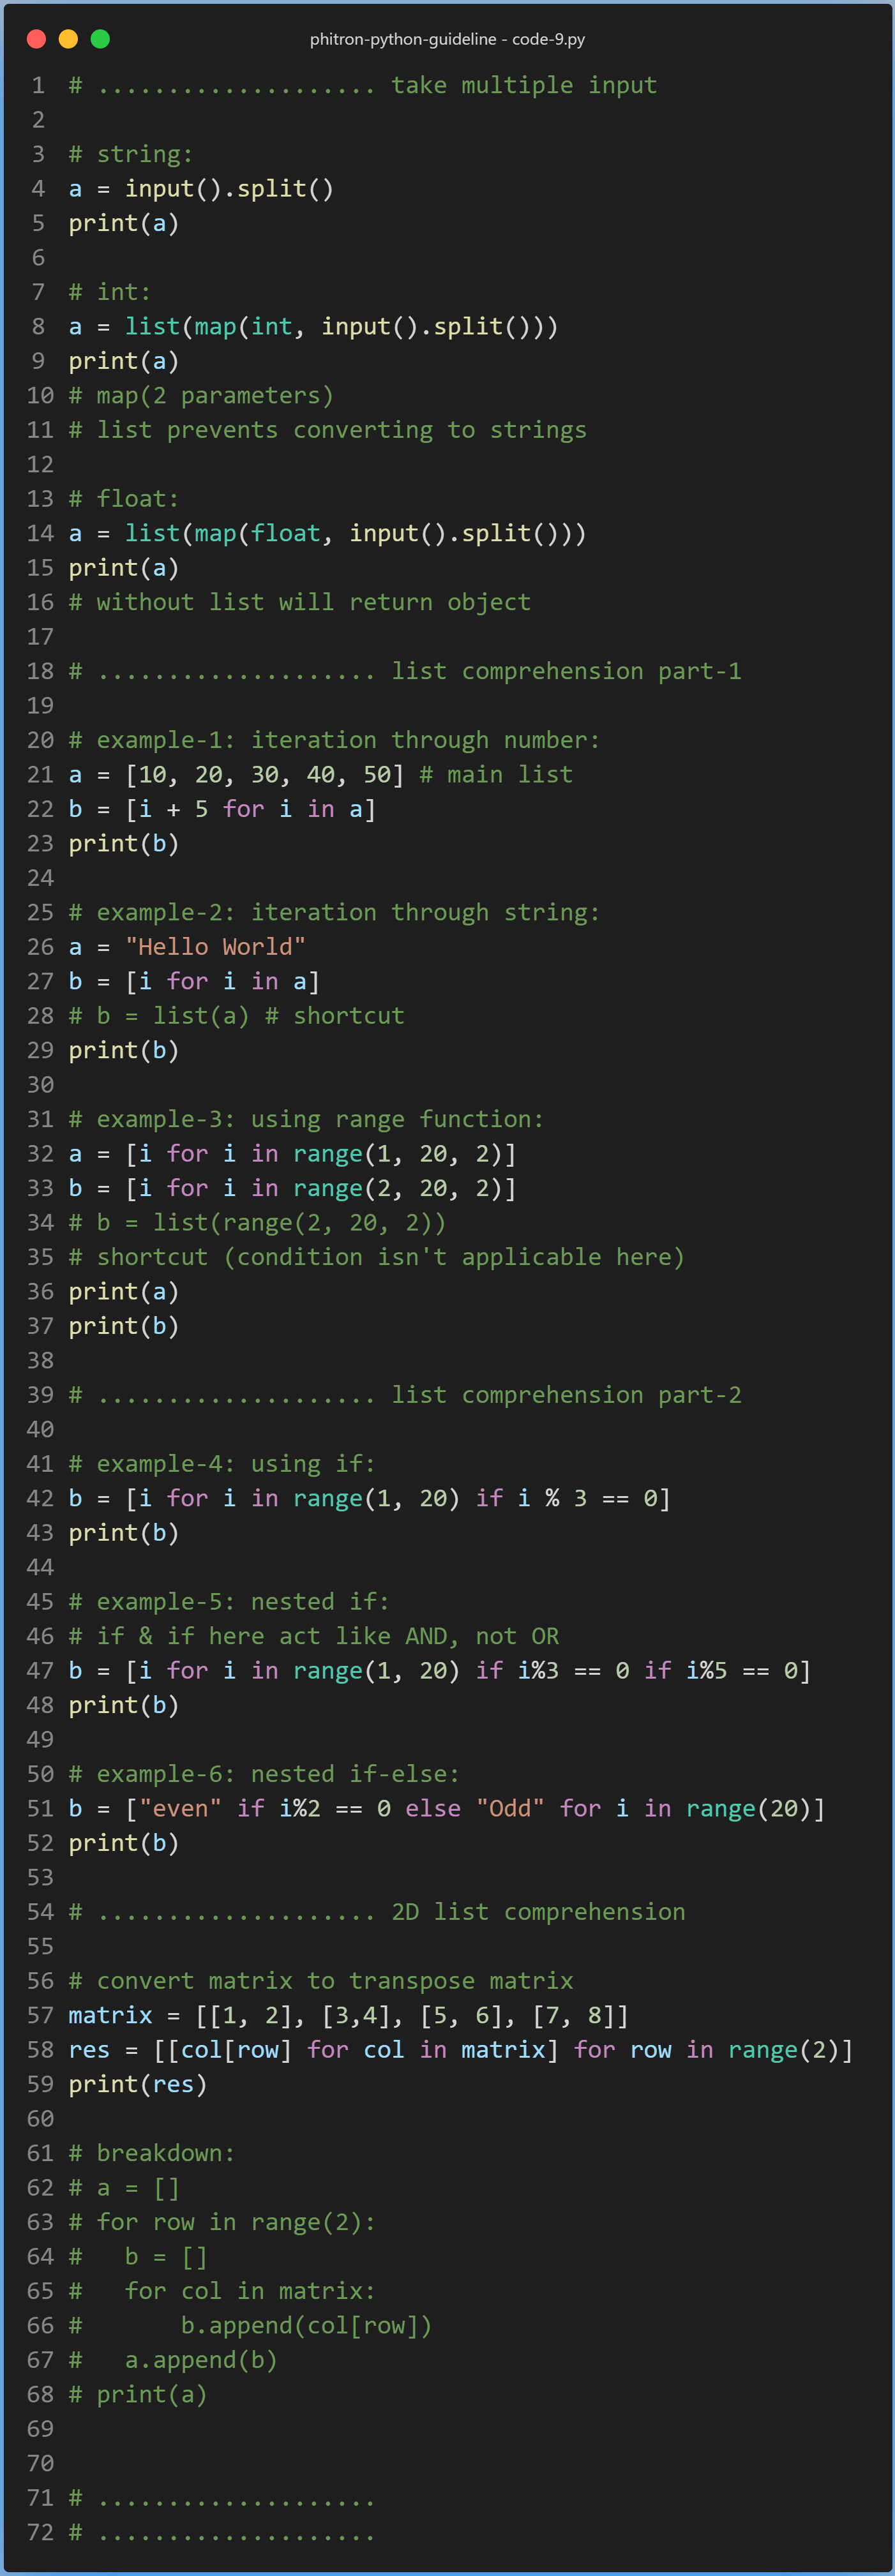 phitron-python-guideline - code-9.py
1 # .................... take multiple input
2
3 # string:
4 a = input().split()
5 print(a)
6
7 # int:
8 a = list(map(int, input().split()))
9 print(a)
10 # map(2 parameters)
11 # list prevents converting to strings
12
13 # float:
14 a = list(map(float, input().split()))
15 print(a)
16 # without list will return object
17
18 # .................... list comprehension part-1
19
20 # example-1: iteration through number:
21 a = [10, 20, 30, 40, 50] # main list
22 b = [i + 5 for i in a]
23 print(b)
24
25 # example-2: iteration through string:
26 a = "Hello World"
27 b = [i for i in a]
28 # b = list(a) # shortcut
29 print(b)
30
31 # example-3: using range function:
32 a = [i for i in range(1, 20, 2)]
33 b = [i for i in range(2, 20, 2)]
34 # b = list(range(2, 20, 2))
35 # shortcut (condition isn't applicable here)
36 print(a)
37 print(b)
38
39 # .................... list comprehension part-2
40
41 # example-4: using if:
42 b = [i for i in range(1, 20) if i % 3 == 0]
43 print(b)
44
45 # example-5: nested if:
46 # if & if here act like AND, not OR
47 b = [i for i in range(1, 20) if i%3 == 0 if i%5 == 0]
48 print(b)
49
50 # example-6: nested if-else:
51 b = ["even" if i%2 == 0 else "Odd" for i in range(20)]
52 print(b)
53
54 # .................... 2D list comprehension
55
56 # convert matrix to transpose matrix
57 matrix = [[1, 2], [3,4], [5, 6], [7, 8]]
58 res = [[col[row] for col in matrix] for row in range(2)]
59 print(res)
60
61 # breakdown:
62 # a = []
63 # for row in range(2):
64 #   b = []
65 #   for col in matrix:
66 #       b.append(col[row])
67 #   a.append(b)
68 # print(a)
69
70
71 # ....................
72 # ....................